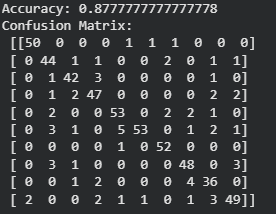 Accuracy: 0.8777777777777778
Confusion Matrix:
[[50 0 0 0 1 1 1 0 0 0]
[ 0 44 1 1 0 0 2 0 1 1]
[ 0 1 42 3 0 0 0 0 1 0]
[ 0 1 2 47 0 0 0 0 2 2]
[ 0 2 0 0 53 0 2 2 1 0]
[ 0 3 1 0 5 53 0 1 2 1]
[ 0 0 0 0 1 0 52 0 0 0]
[ 0 3 1 0 0 0 0 48 0 3]
[ 0 0 1 2 0 0 0 4 36 0]
[ 2 0 0 2 1 1 0 1 3 49]]